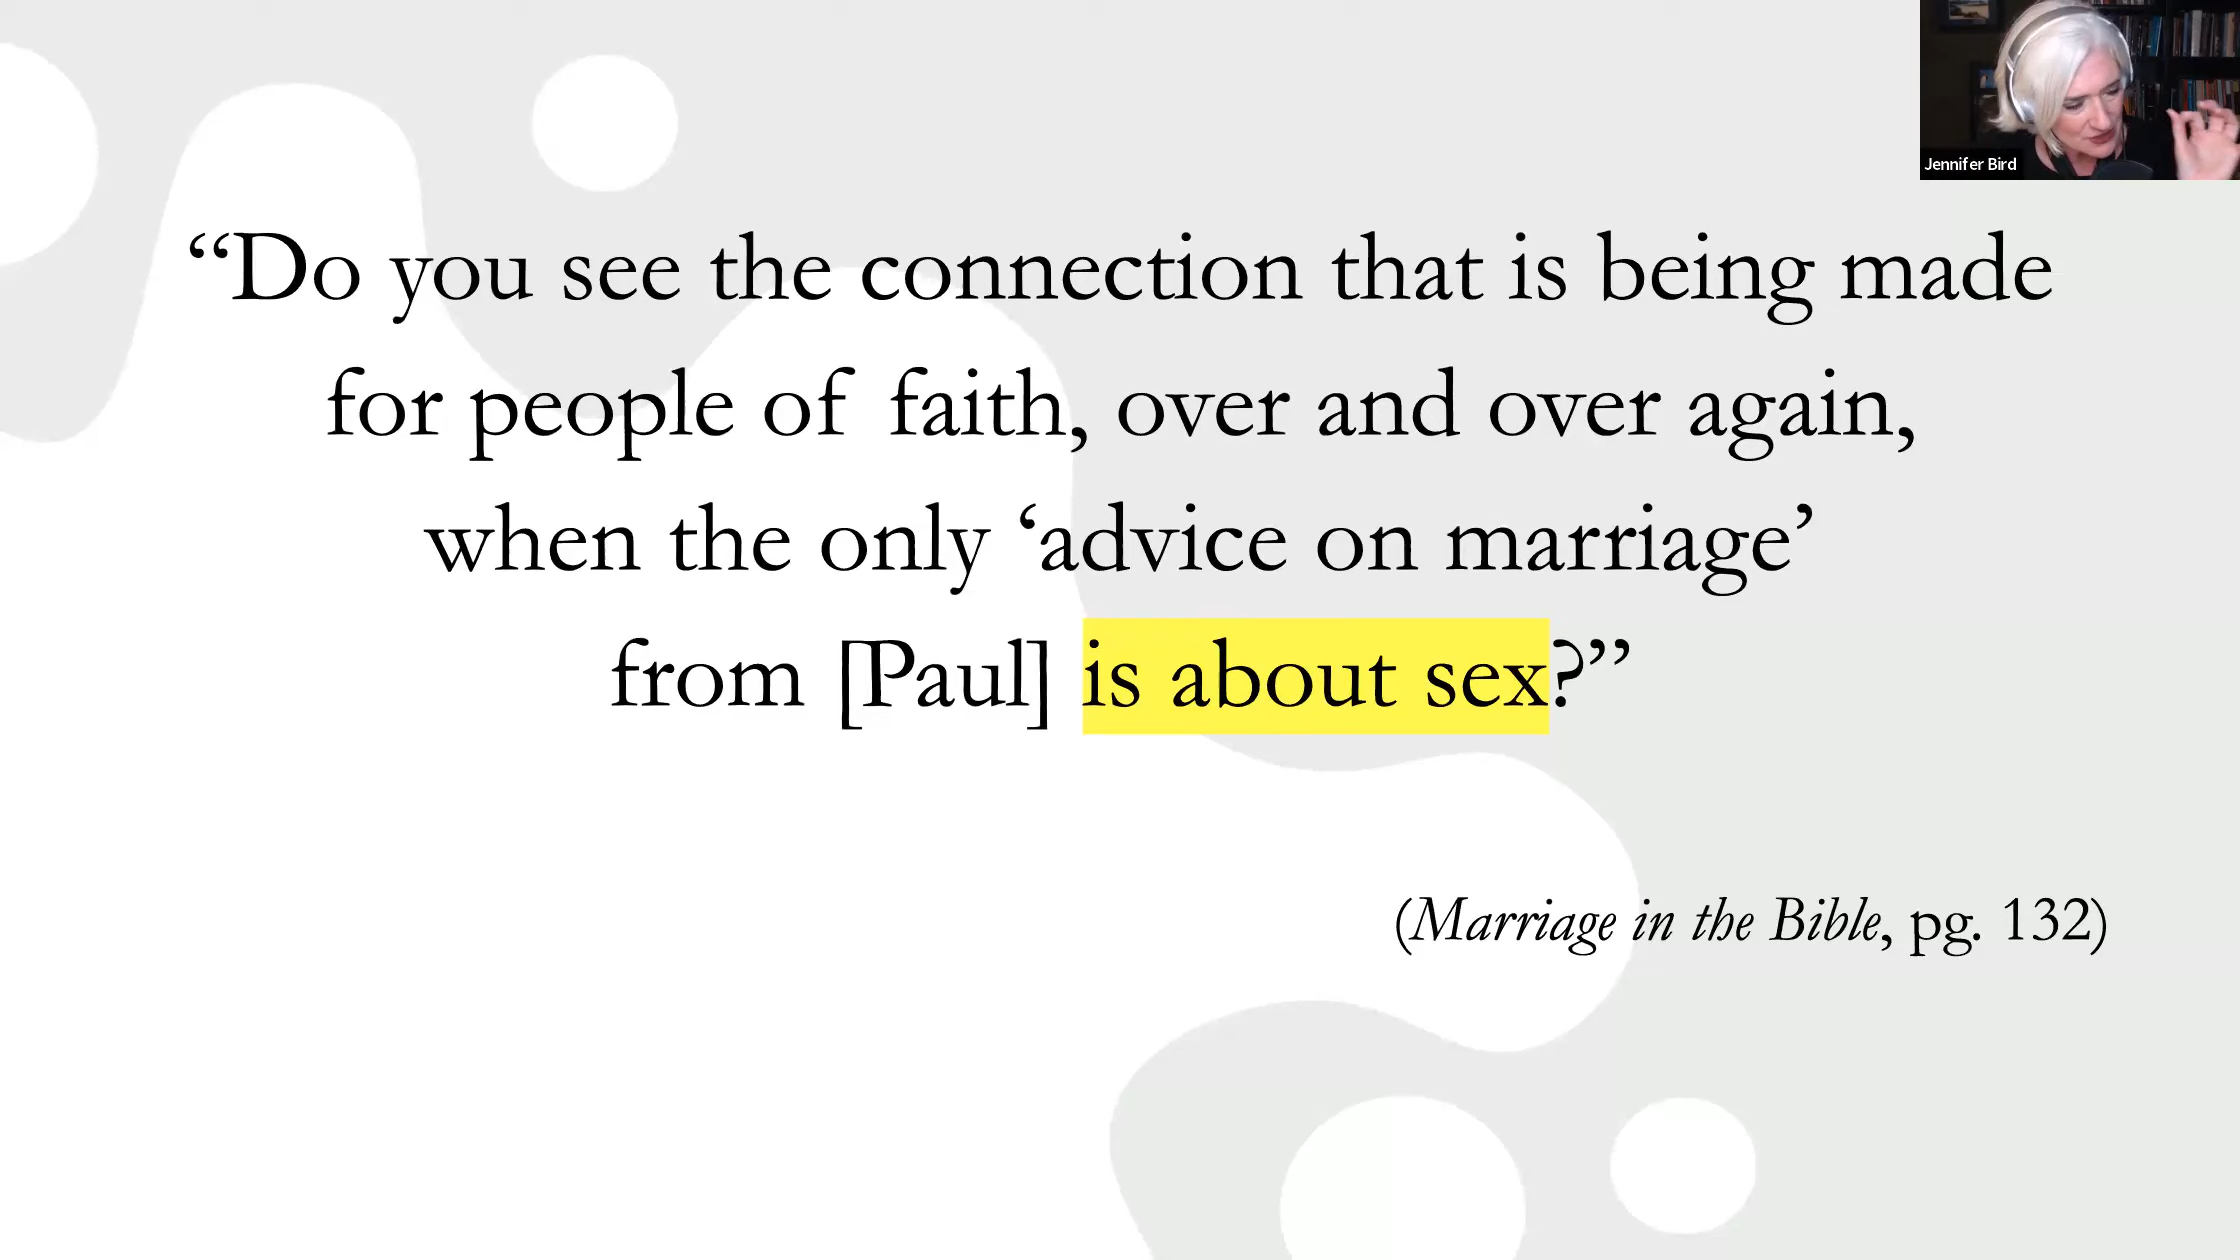 Jennifer Bird
“Do you see the connection that is being made
for people of faith, over and over again,
when the only ‘advice on marriage’
from [Paul] is about sex?”
(Marriage in the Bible, pg. 132)